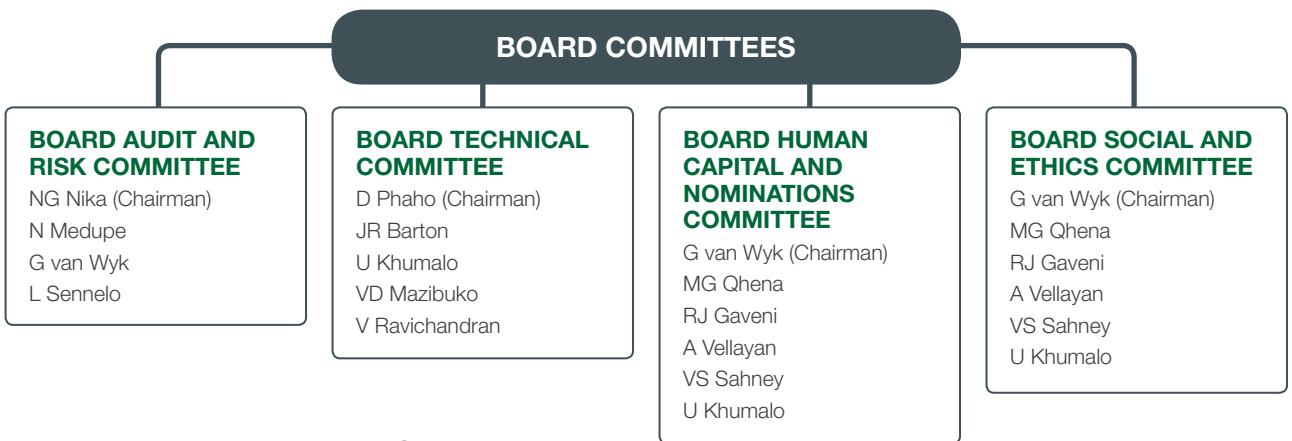 BOARD COMMITTEES
BOARD AUDIT AND
RISK COMMITTEE
NG Nika (Chairman)
N Medupe
G van Wyk
L Sennelo
BOARD TECHNICAL
COMMITTEE
D Phaho (Chairman)
JR Barton
U Khumalo
VD Mazibuko
V Ravichandran
BOARD HUMAN
CAPITAL AND
NOMINATIONS
COMMITTEE
G van Wyk (Chairman)
MG Qhena
RJ Gaveni
A Vellayan
VS Sahney
U Khumalo
BOARD SOCIAL AND
ETHICS COMMITTEE
G van Wyk (Chairman)
MG Qhena
RJ Gaveni
A Vellayan
VS Sahney
U Khumalo